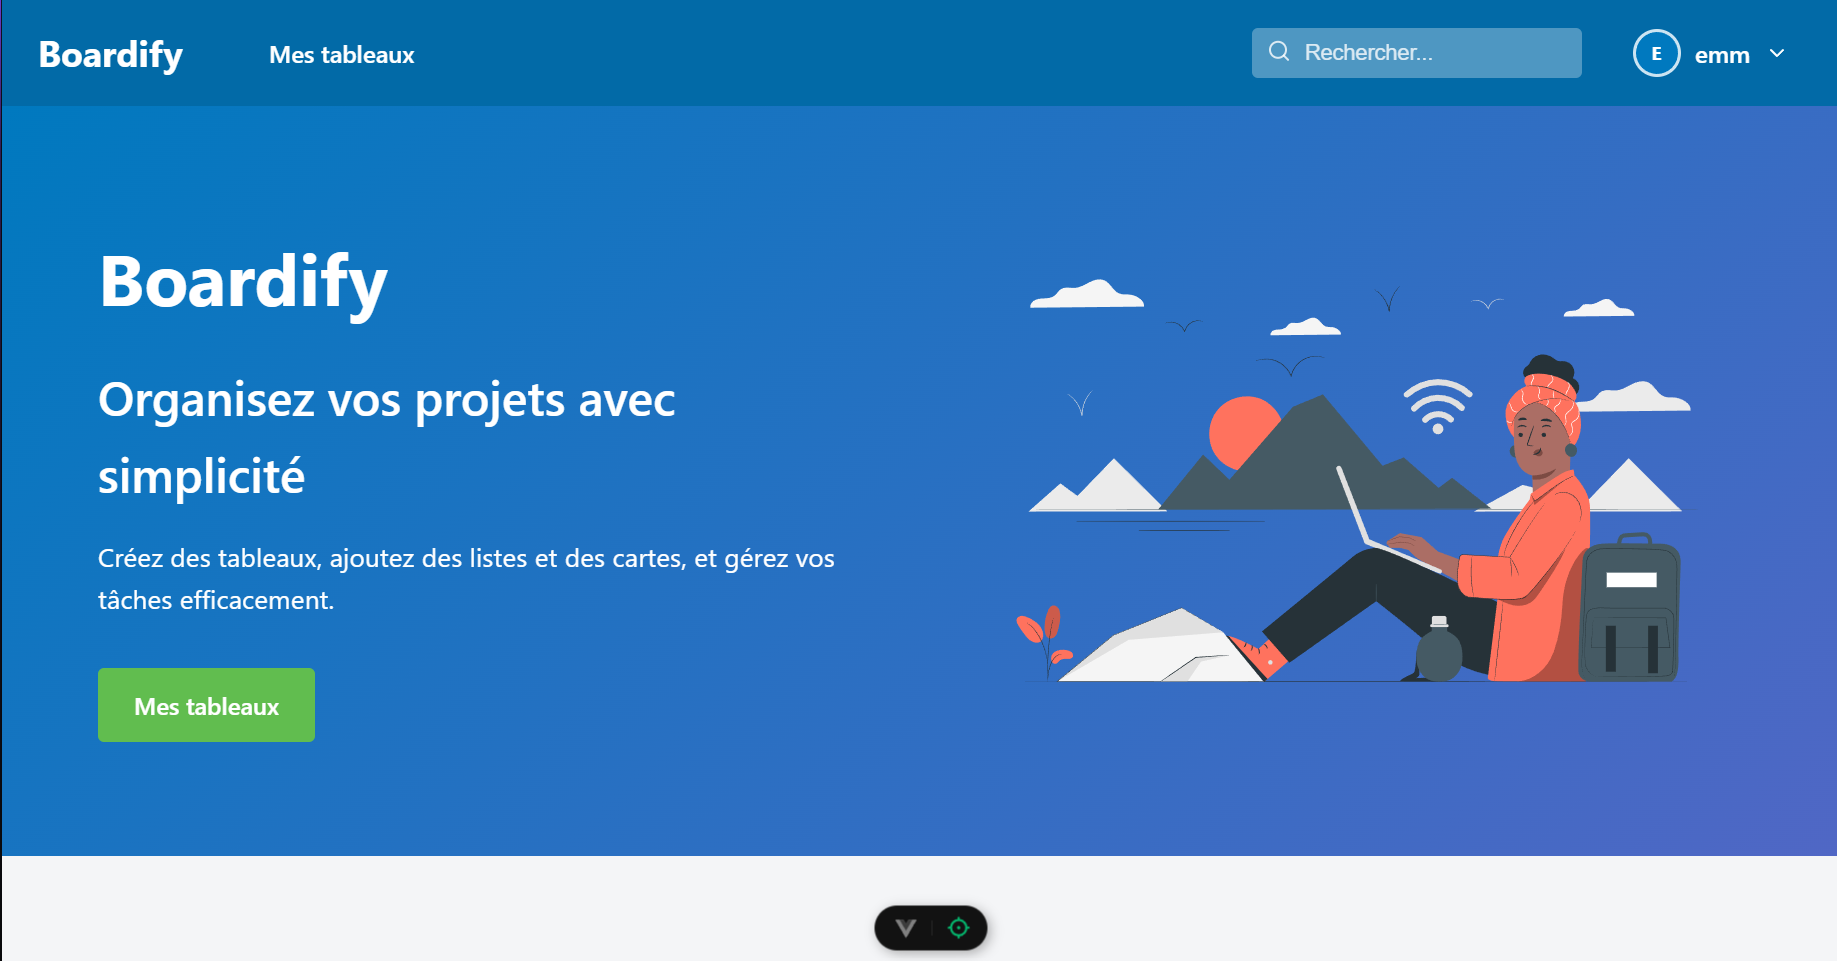 Boardify
Mes tableaux
Rechercher...
E
emm
Boardify
Organisez vos projets avec
simplicité
Créez des tableaux, ajoutez des listes et des cartes, et gérez vos
tâches efficacement.
Mes tableaux